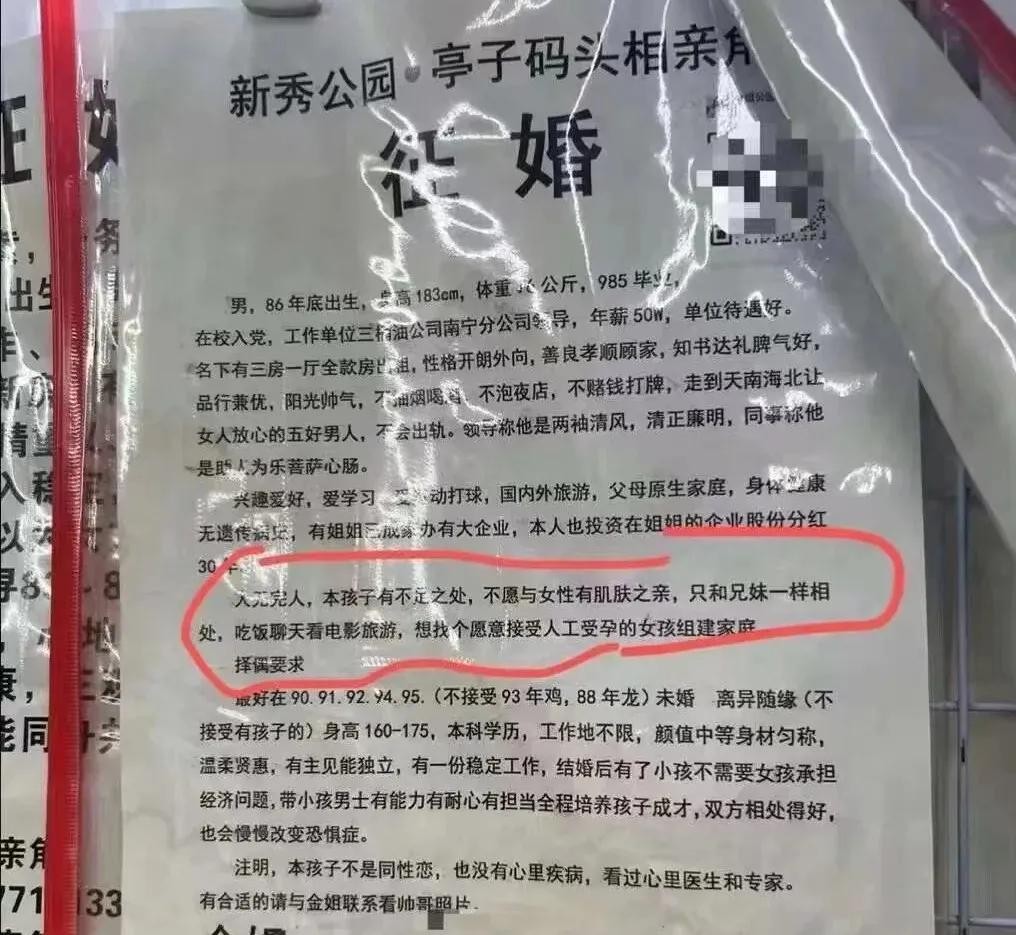 新秀公园 亭子码头相亲角
征婚
男，86年底出生，身高183cm，体重 公斤，985毕业，
在校入党，工作单位三桶油公司南宁分公司领导，年薪50W，单位待遇好。
名下有三房一厅全款房出租，性格开朗外向，善良孝顺顾家，知书达礼脾气好，
品行兼优，阳光帅气，不抽烟喝酒、不泡夜店，不赌钱打牌，走到天南海北让
女人放心的五好男人，不会出轨。领导称他是两袖清风，清正廉明，同事称他
是助人为乐菩萨心肠。
兴趣爱好，爱学习 爱运动打球，国内外旅游，父母原生家庭，身体健康
无遗传病史，有姐姐已成家办有大企业，本人也投资在姐姐的企业股份分红
30
人无完人，本孩子有不足之处，不愿与女性有肌肤之亲，只和兄妹一样相
处，吃饭聊天看电影旅游，想找个愿意接受人工受孕的女孩组建家庭
择偶要求
最好在90.91.92.94.95.（不接受93年鸡，88年龙）未婚 离异随缘（不
接受有孩子的）身高160-175，本科学历，工作地不限，颜值中等身材匀称，
温柔贤惠，有主见能独立，有一份稳定工作，结婚后有了小孩不需要女孩承担
经济问题，带小孩男士有能力有耐心有担当全程培养孩子成才，双方相处得好，
也会慢慢改变恐惧症。
注明，本孩子不是同性恋，也没有心里疾病，看过心里医生和专家。
有合适的请与金姐联系看帅哥照片.